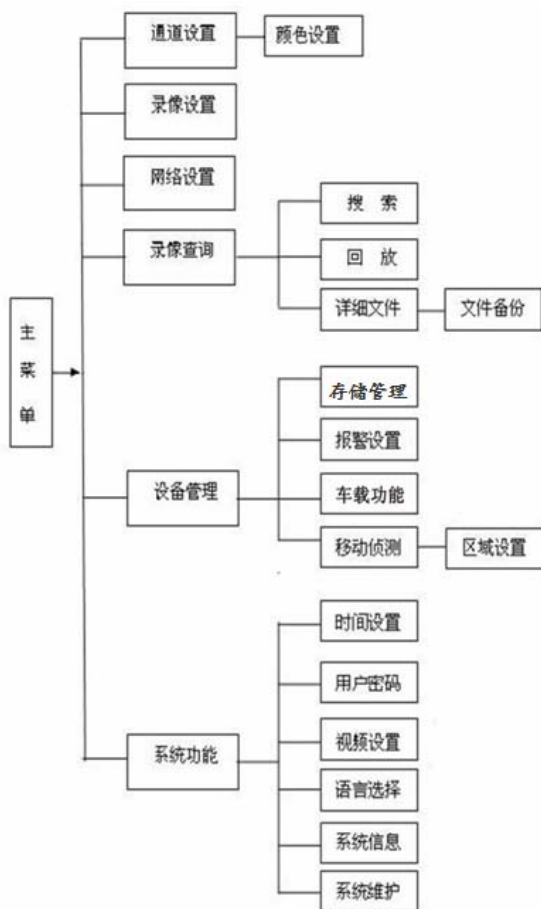 通道设置
颜色设置
录像设置
网络设置
录像查询
搜 索
回 放
详细文件
文件备份
主
菜
单
设备管理
存储管理
报警设置
车载功能
移动侦测
区域设置
系统功能
时间设置
用户密码
视频设置
语言选择
系统信息
系统维护